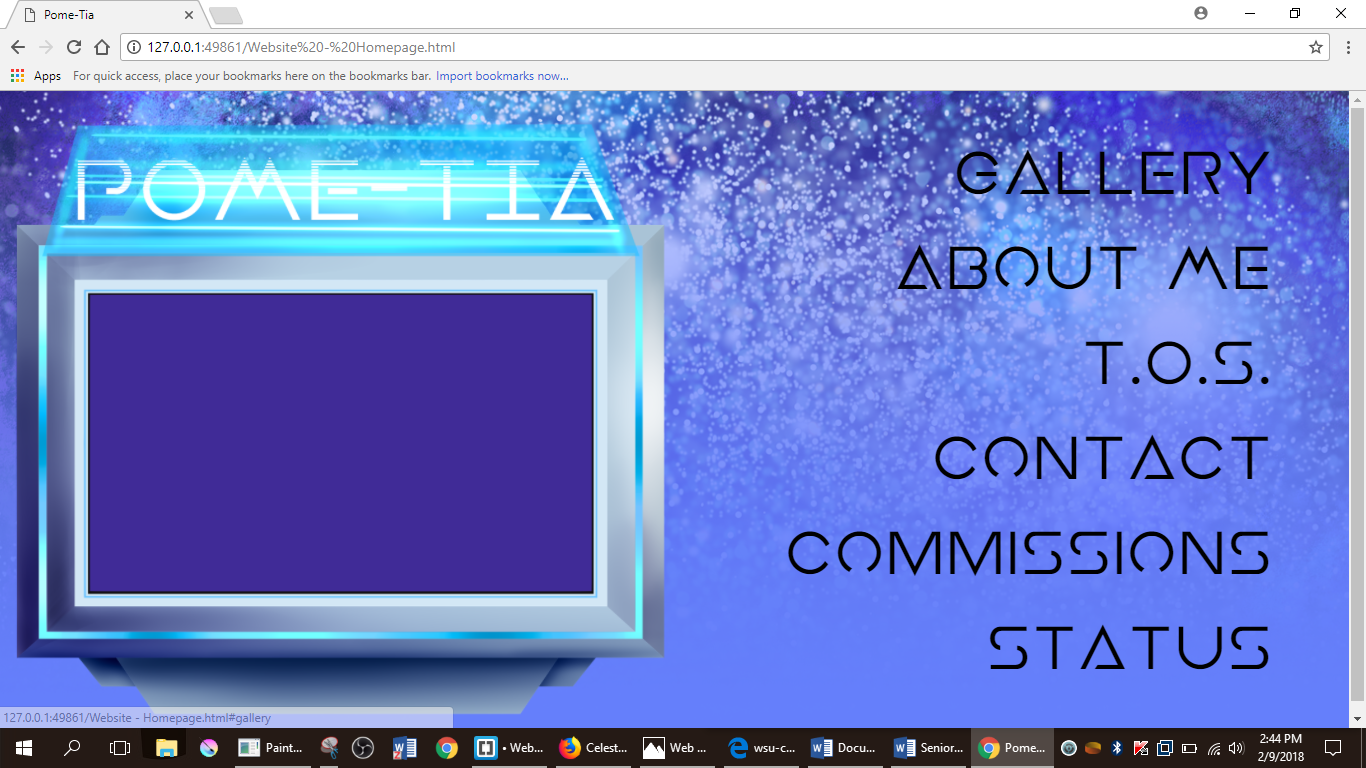 Pome-Tia
127.0.0.1:49861/Website%20-%20Homepage.html
Apps For quick access, place your bookmarks here on the bookmarks bar. Import bookmarks now...
POME-TIA
GALLERY
ABOUT ME
T.O.S.
CONTACT
COMMISSIONS
STATUS
127.0.0.1:49861/Website - Homepage.html#gallery
Paint... • Web... Celest... Web ... wsu-c... Docu... Senior... Pome...
2:44 PM
2/9/2018